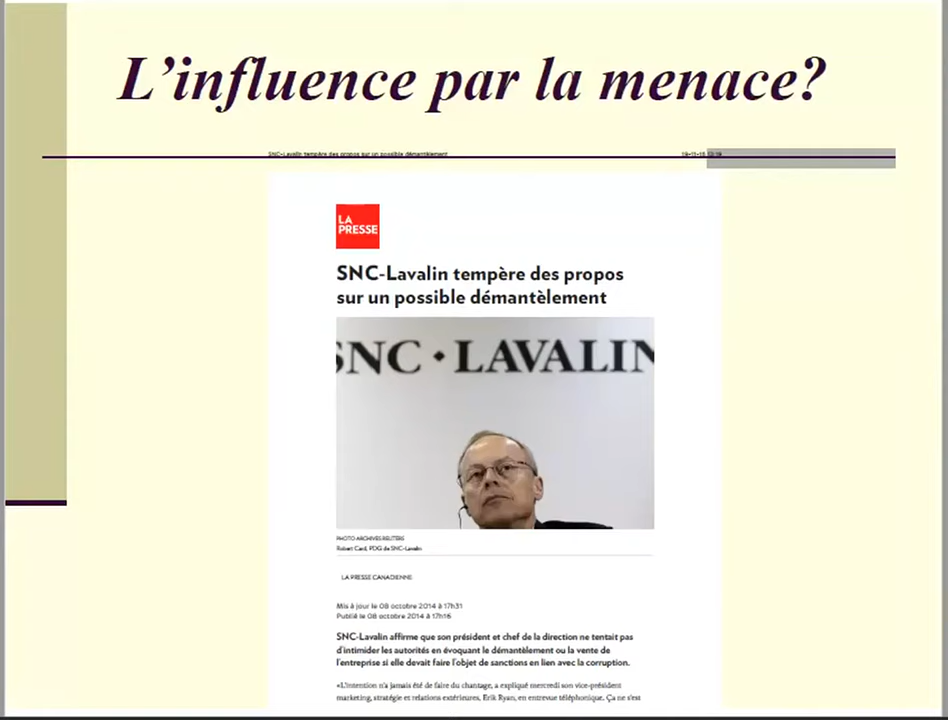 L’influence par la menace?
SNC-Lavalin tempère des propos sur un possible démantèlement
LA
PRESSE
SNC-Lavalin tempère des propos
sur un possible démantèlement
SNC • LAVALIN
PHOTO ARCHIVES REUTERS
Robert Card, PDG de SNC-Lavalin
LA PRESSE CANADIENNE
Mis à jour le 08 octobre 2014 à 17h31
Publié le 08 octobre 2014 à 17h16
SNC-Lavalin affirme que son président et chef de la direction ne tentait pas
d'intimider les autorités en évoquant le démantèlement ou la vente de
l'entreprise si elle devait faire l'objet de sanctions en lien avec la corruption.
«L'intention n'a jamais été de faire du chantage, a expliqué mercredi son vice-président
marketing, stratégie et relations extérieures, Erik Ryan, en entrevue téléphonique. Ça ne s'est